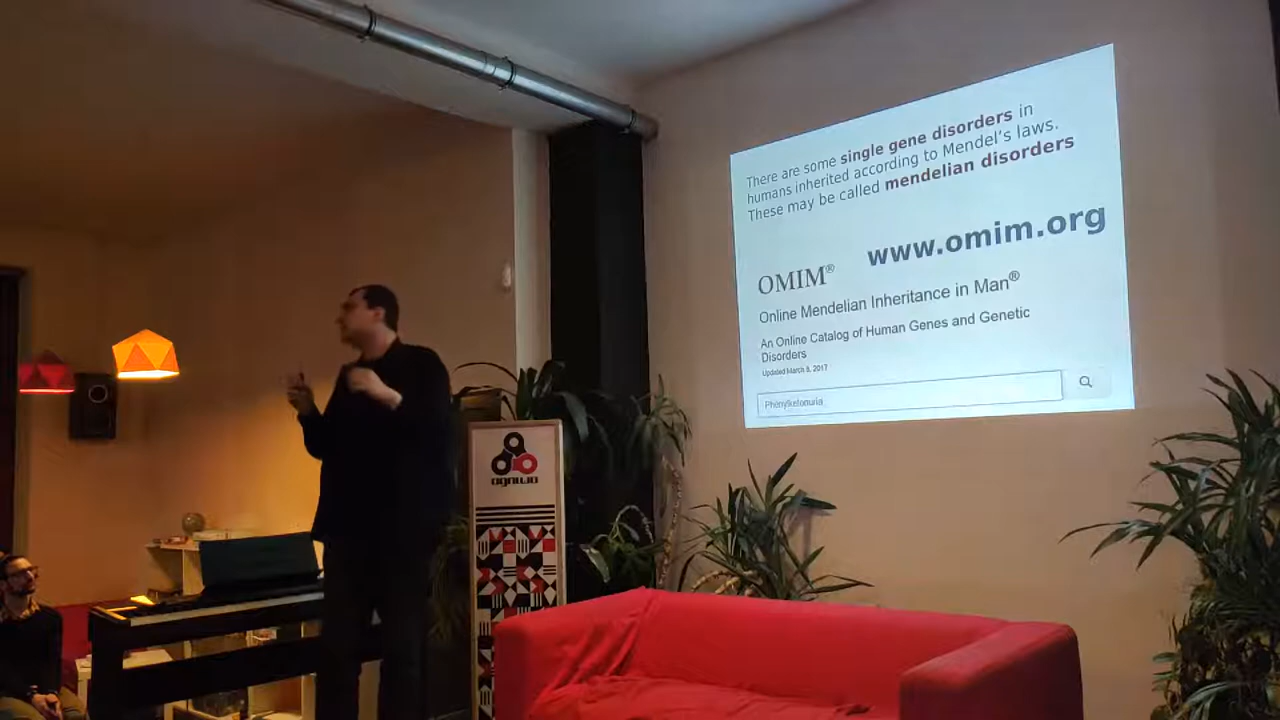 There are some single gene disorders in
humans inherited according to Mendel's laws.
These may be called mendelian disorders
www.omim.org
OMIM®
Online Mendelian Inheritance in Man®
An Online Catalog of Human Genes and Genetic
Disorders
Updated March 8, 2017
Phenylketonuria
ogniwo